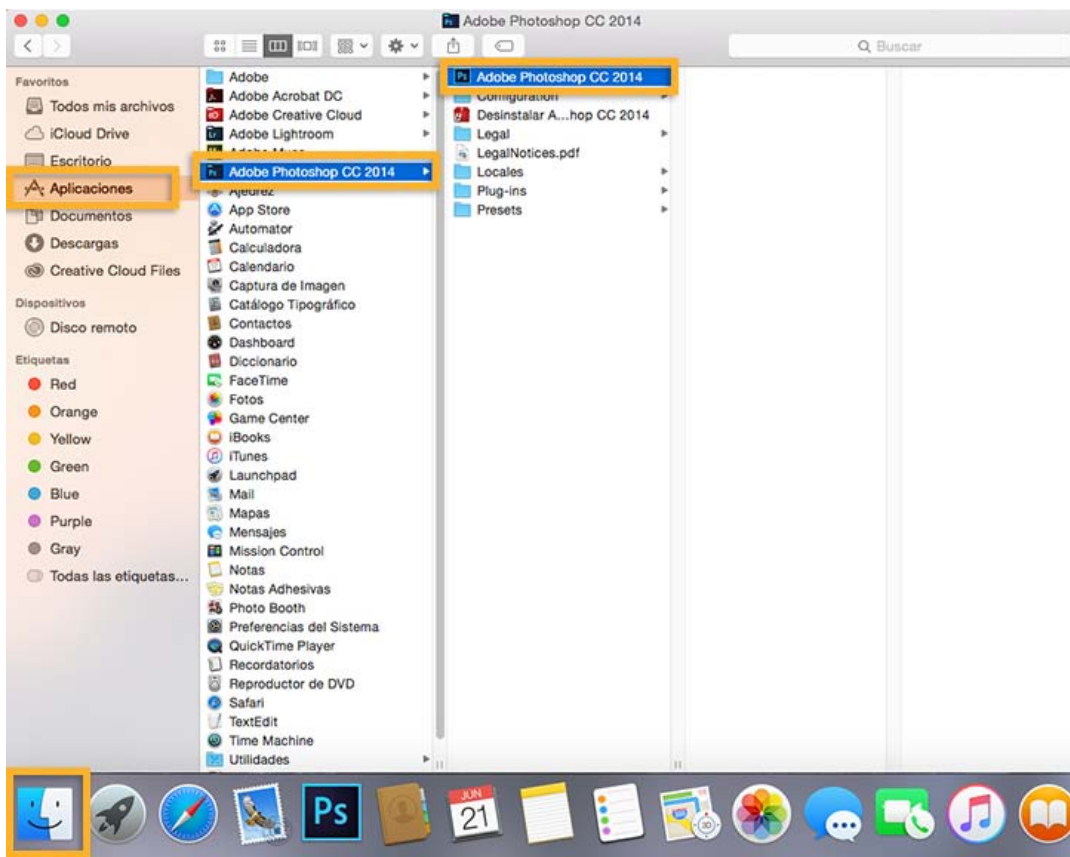 Adobe Photoshop CC 2014
Buscar
Favoritos
Todos mis archivos
iCloud Drive
Escritorio
Aplicaciones
Documentos
Descargas
Creative Cloud Files
Dispositivos
Disco remoto
Etiquetas
Red
Orange
Yellow
Green
Blue
Purple
Gray
Todas las etiquetas...
Adobe
Adobe Acrobat DC
Adobe Creative Cloud
Adobe Lightroom
Adobe Muse
Adobe Photoshop CC 2014
Ajedrez
App Store
Automator
Calculadora
Calendario
Captura de Imagen
Catálogo Tipográfico
Contactos
Dashboard
Diccionario
FaceTime
Fotos
Game Center
iBooks
iTunes
Launchpad
Mail
Mapas
Mensajes
Mission Control
Notas
Notas Adhesivas
Photo Booth
Preferencias del Sistema
QuickTime Player
Recordatorios
Reproductor de DVD
Safari
TextEdit
Time Machine
Utilidades
Adobe Photoshop CC 2014
Configuration
Desinstalar A...hop CC 2014
Legal
LegalNotices.pdf
Locales
Plug-ins
Presets
Ps
JUN
21
3D